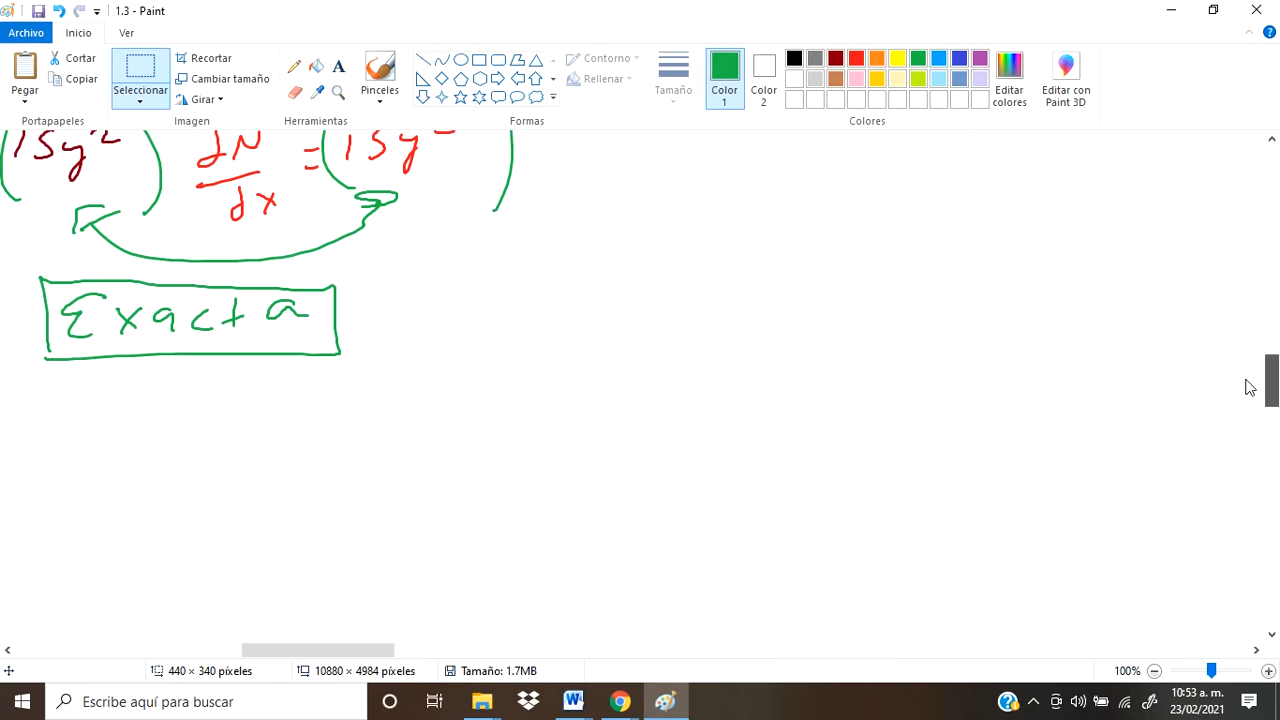 1.3 - Paint
Archivo Inicio Ver
Pegar
Cortar
Copiar
Portapapeles
Seleccionar
Recortar
Cambiar tamaño
Girar
Imagen
Herramientas
Pinceles
Contorno
Rellenar
Formas
Tamaño
Color 1
Color 2
Editar colores
Editar con Paint 3D
Colores
(15y²) dN/dx = (15y²)
Exacta
440 × 340 píxeles
10880 × 4984 píxeles
Tamaño: 1.7MB
100%
Escribe aquí para buscar
10:53 a. m.
23/02/2021